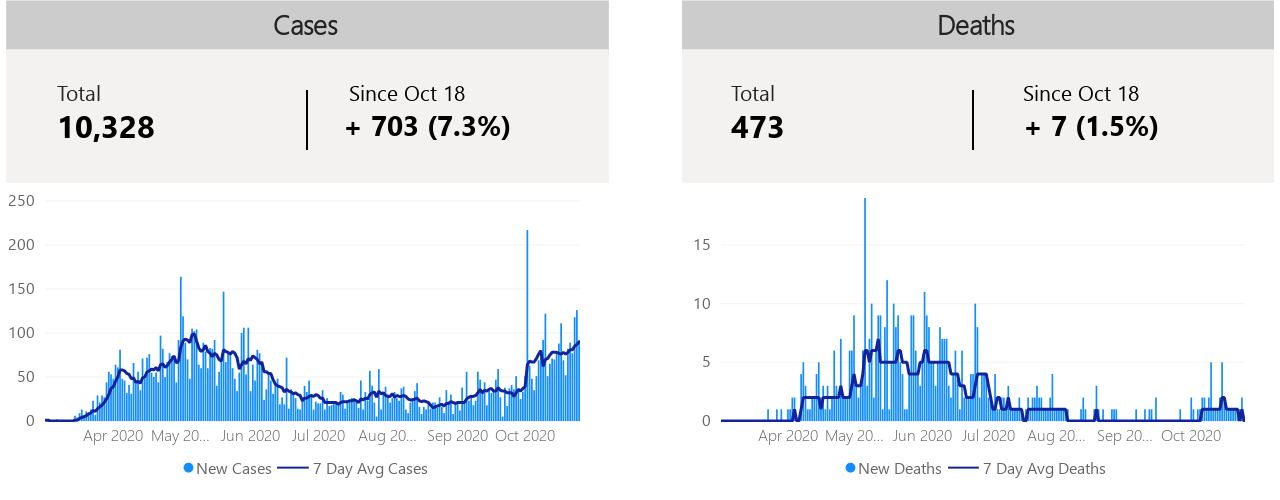 Cases
Total
10,328
Since Oct 18
+ 703 (7.3%)
250
200
150
100
50
0
Apr 2020 May 20... Jun 2020 Jul 2020 Aug 20... Sep 2020 Oct 2020
New Cases 7 Day Avg Cases
Deaths
Total
473
Since Oct 18
+ 7 (1.5%)
15
10
5
0
Apr 2020 May 20... Jun 2020 Jul 2020 Aug 20... Sep 20... Oct 2020
New Deaths 7 Day Avg Deaths